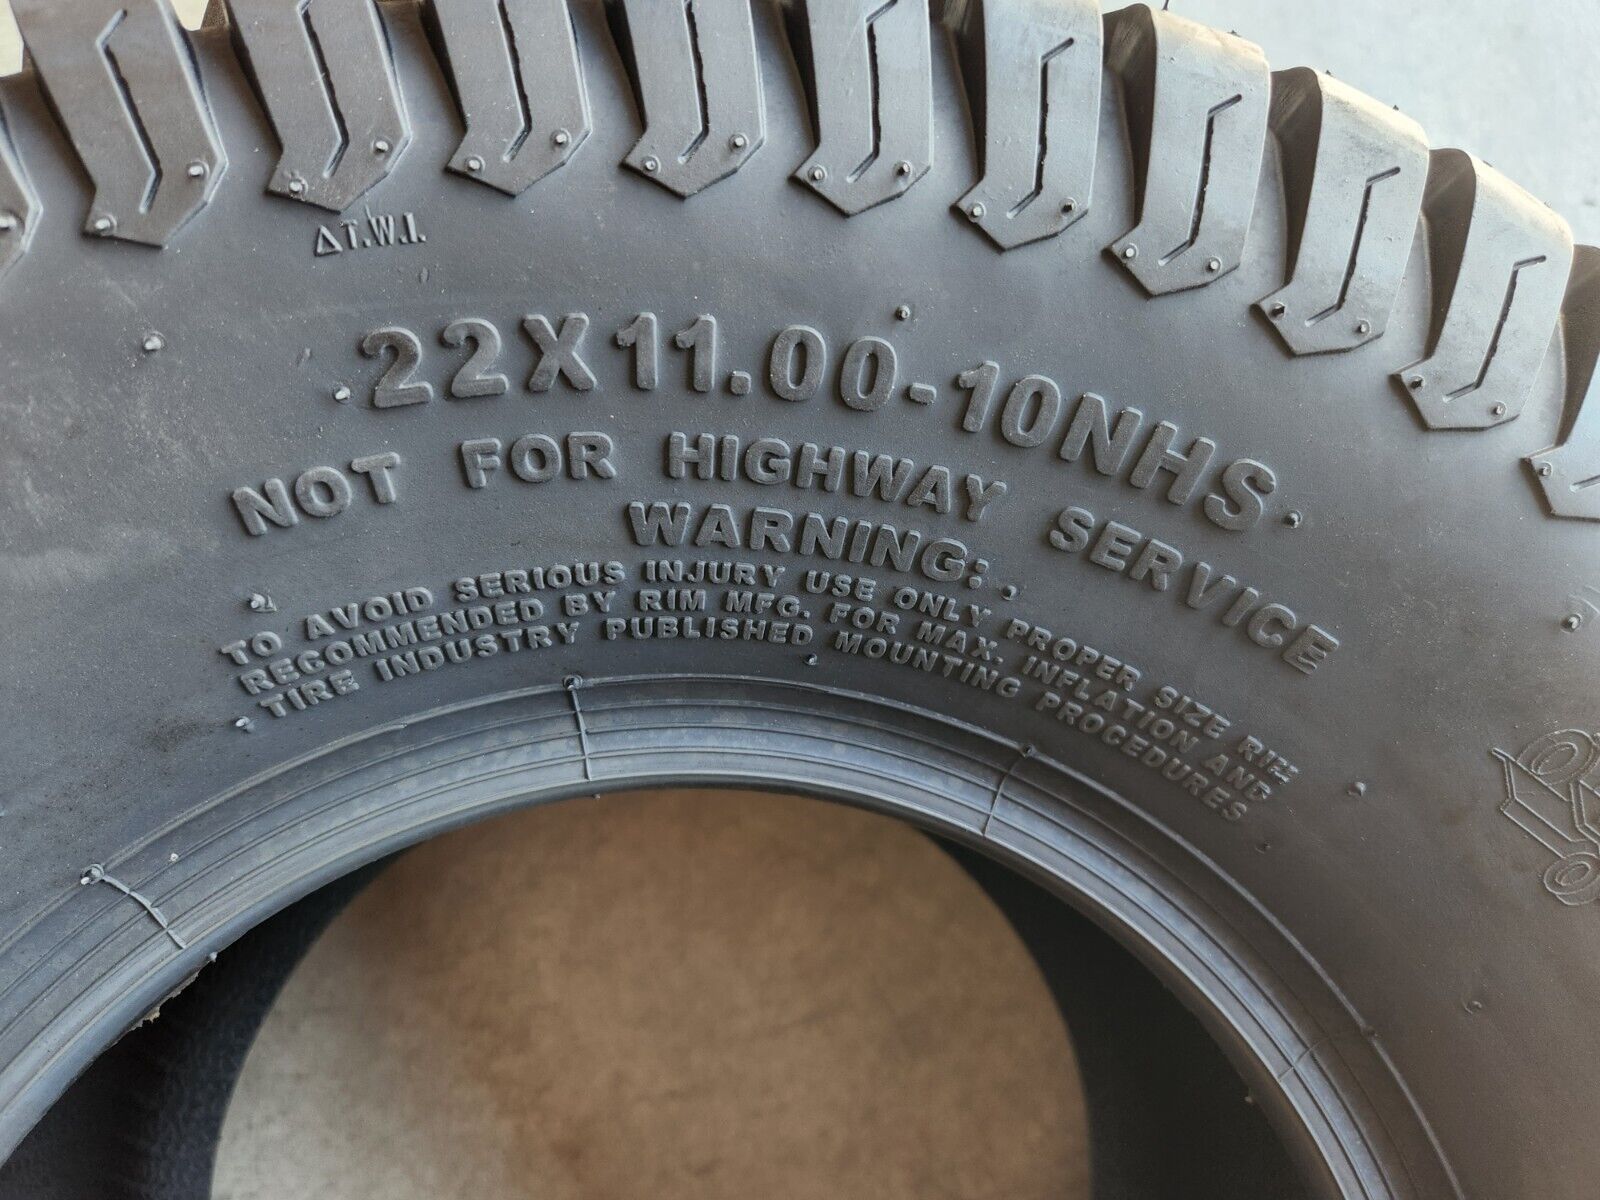 △T.W.I.
22X11.00-10NHS
NOT FOR HIGHWAY SERVICE
WARNING:
TO AVOID SERIOUS INJURY USE ONLY PROPER SIZE RIM
RECOMMENDED BY RIM MFG. FOR MAX. INFLATION AND
TIRE INDUSTRY PUBLISHED MOUNTING PROCEDURES